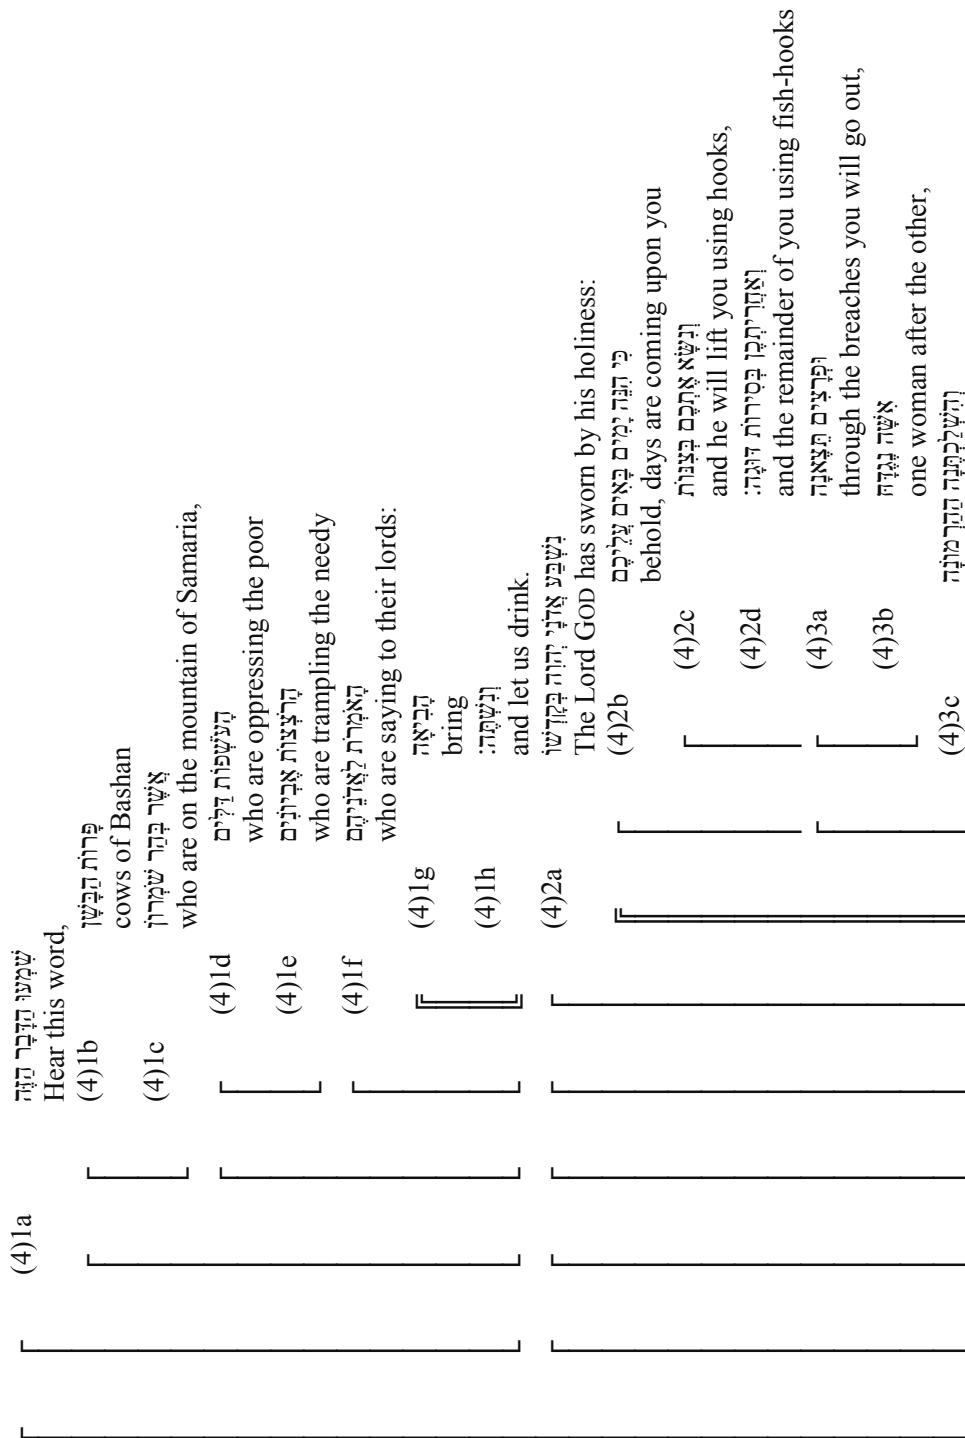 (4)1a שִׁמְעוּ הַדָּבָר הַזֶּה
Hear this word,
(4)1b פָּרוֹת הַבָּשָׁן
cows of Bashan
(4)1c אֲשֶׁר בְּהַר שֹׁמְרוֹן
who are on the mountain of Samaria,
(4)1d הָעֹשְׁקוֹת דַּלִּים
who are oppressing the poor
(4)1e הָרֹצְצוֹת אֶבְיוֹנִים
who are trampling the needy
(4)1f הָאֹמְרֹת לַאֲדֹנֵיהֶם
who are saying to their lords:
(4)1g הָבִיאָה
bring
(4)1h וְנִשְׁתֶּה׃
and let us drink.
(4)2a נִשְׁבַּע אֲדֹנָי יְהוִה בְּקָדְשׁוֹ
The Lord GOD has sworn by his holiness:
(4)2b כִּי הִנֵּה יָמִים בָּאִים עֲלֵיכֶם
behold, days are coming upon you
(4)2c וְנִשָּׂא אֶתְכֶם בְּצִנּוֹת
and he will lift you using hooks,
(4)2d וְאַחֲרִיתְכֶן בְּסִירוֹת דּוּגָה׃
and the remainder of you using fish-hooks
(4)3a וּפְרָצִים תֵּצֶאנָה
through the breaches you will go out,
(4)3b אִשָּׁה נֶגְדָּהּ
one woman after the other,
(4)3c וְהִשְׁלַכְתֶּנָה הַהַרְמוֹנָה